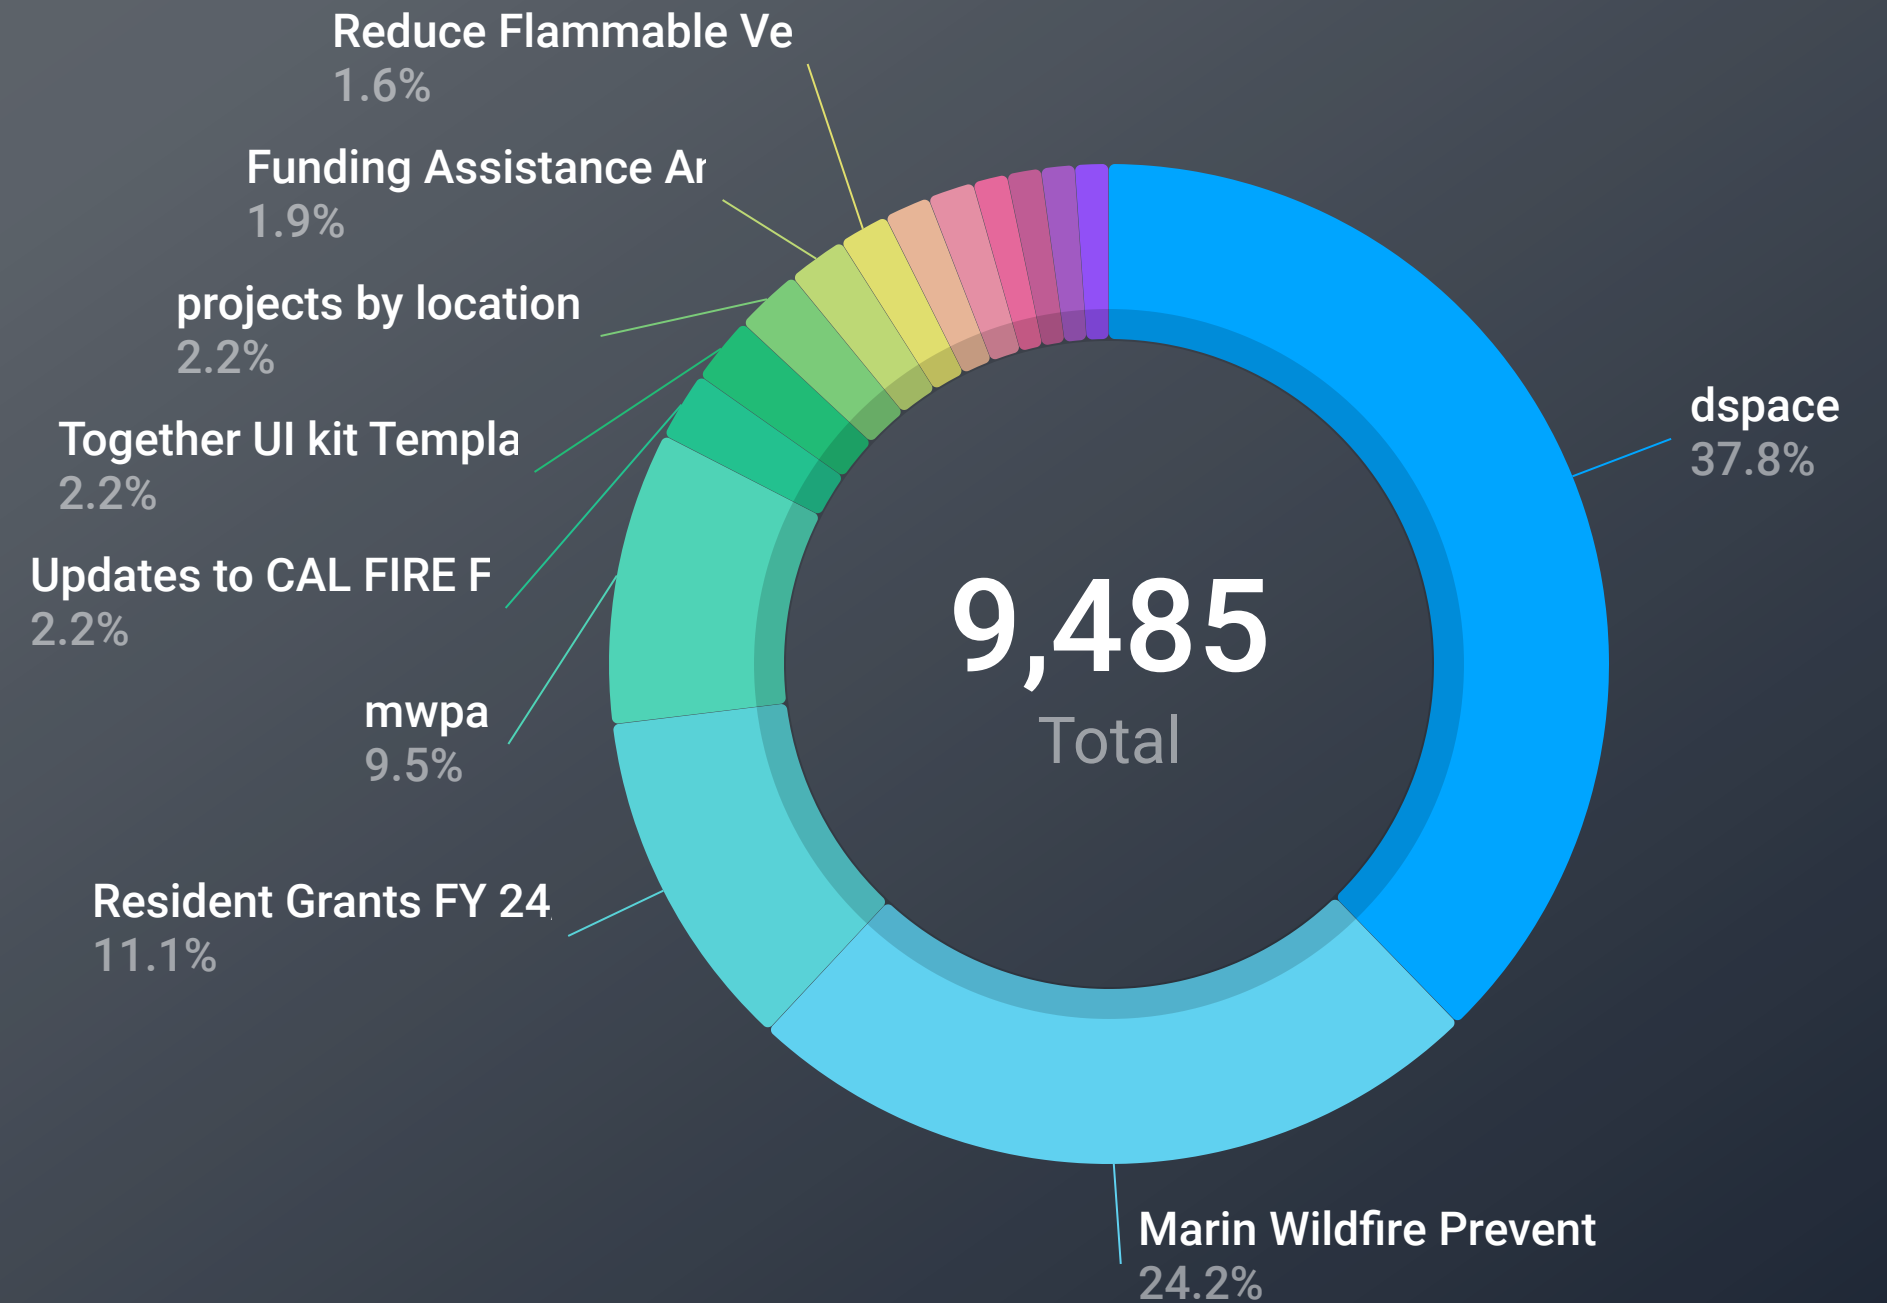 Reduce Flammable Ve
1.6%
Funding Assistance Ar
1.9%
projects by location
2.2%
Together UI kit Templa
2.2%
Updates to CAL FIRE F
2.2%
mwpa
9.5%
Resident Grants FY 24
11.1%
Marin Wildfire Prevent
24.2%
dspace
37.8%
9,485
Total